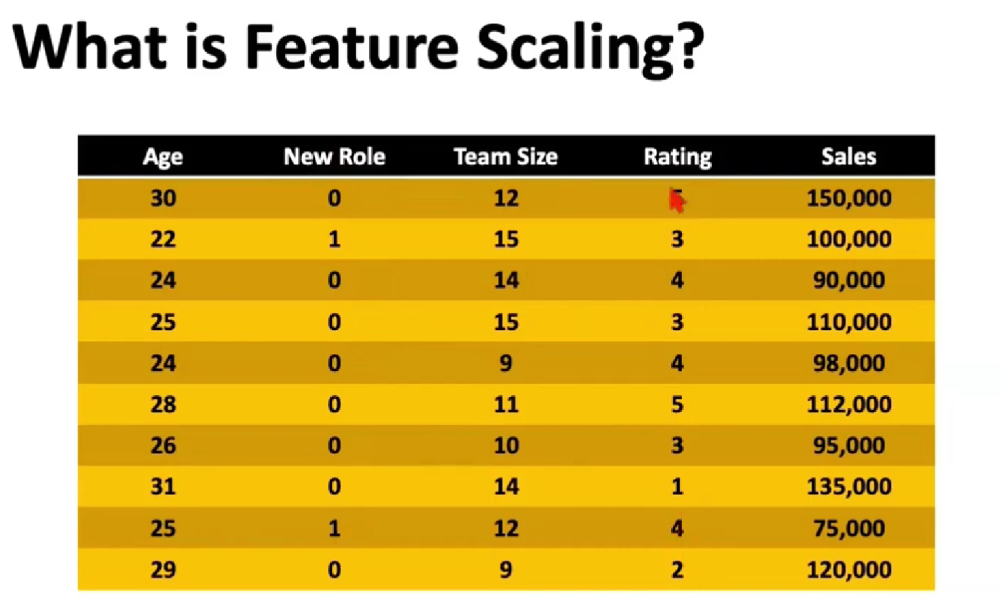 What is Feature Scaling?
Age New Role Team Size Rating Sales
30 0 12 150,000
22 1 15 3 100,000
24 0 14 4 90,000
25 0 15 3 110,000
24 0 9 4 98,000
28 0 11 5 112,000
26 0 10 3 95,000
31 0 14 1 135,000
25 1 12 4 75,000
29 0 9 2 120,000